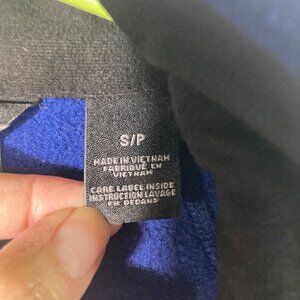 S/P
MADE IN VIETNAM
FABRIQUÉ EN
VIETNAM
CARE LABEL INSIDE
INSTRUCTION LAVAGE
EN DEDANS